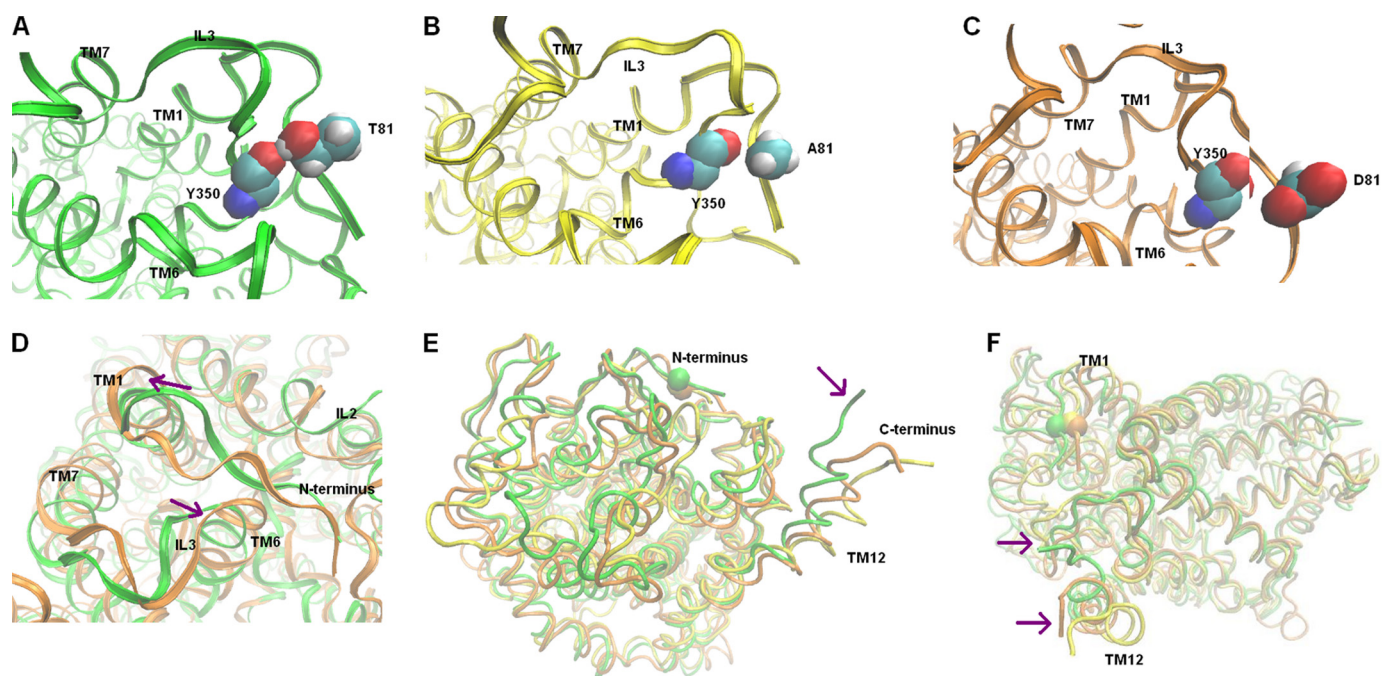 A
IL3
TM7
TM1
T81
Y350
TM6
B
TM7
IL3
TM1
A81
Y350
TM6
C
IL3
TM1
TM7
Y350
D81
TM6
D
TM1
IL2
TM7
N-terminus
IL3
TM6
E
N-terminus
C-terminus
TM12
F
TM1
TM12